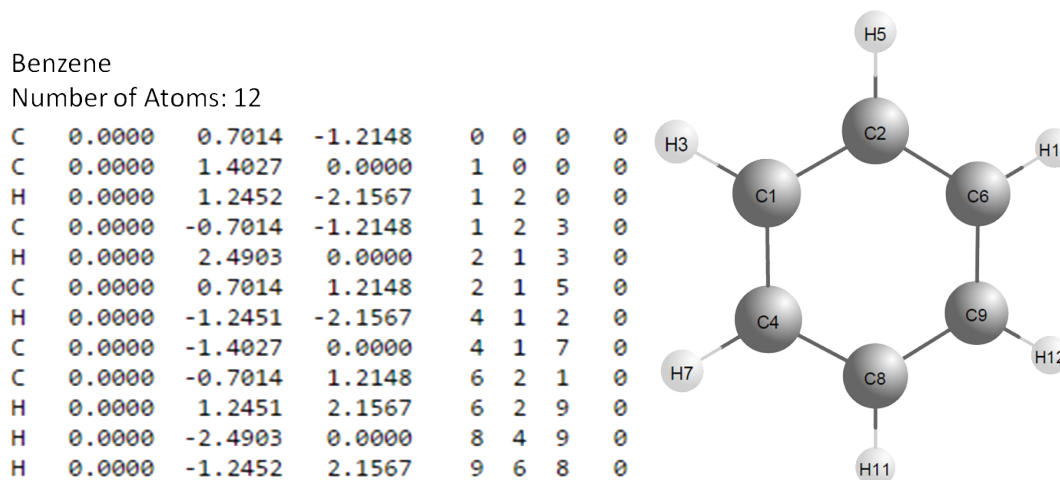 Benzene
Number of Atoms: 12
C 0.0000 0.7014 -1.2148 0 0 0 0
C 0.0000 1.4027 0.0000 1 0 0 0
H 0.0000 1.2452 -2.1567 1 2 0 0
C 0.0000 -0.7014 -1.2148 1 2 3 0
H 0.0000 2.4903 0.0000 2 1 3 0
C 0.0000 0.7014 1.2148 2 1 5 0
H 0.0000 -1.2451 -2.1567 4 1 2 0
C 0.0000 -1.4027 0.0000 4 1 7 0
C 0.0000 -0.7014 1.2148 6 2 1 0
H 0.0000 1.2451 2.1567 6 2 9 0
H 0.0000 -2.4903 0.0000 8 4 9 0
H 0.0000 -1.2452 2.1567 9 6 8 0
H5
C2
H3
C1
C6
C4
C9
H7
C8
H12
H11